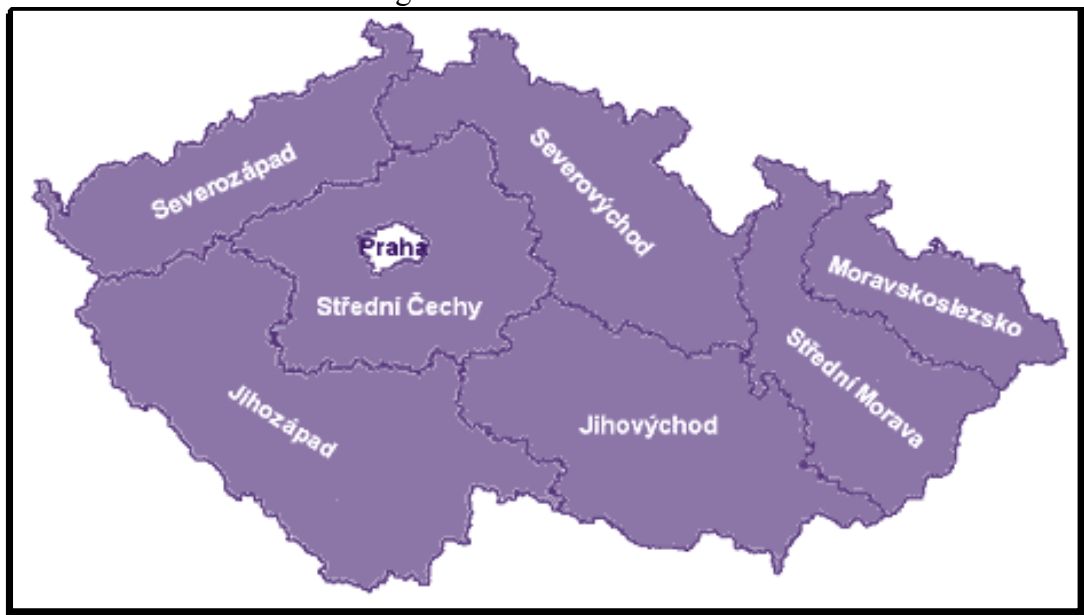 Severozápad
Severovýchod
Praha
Střední Čechy
Moravskoslezsko
Střední Morava
Jihozápad
Jihovýchod